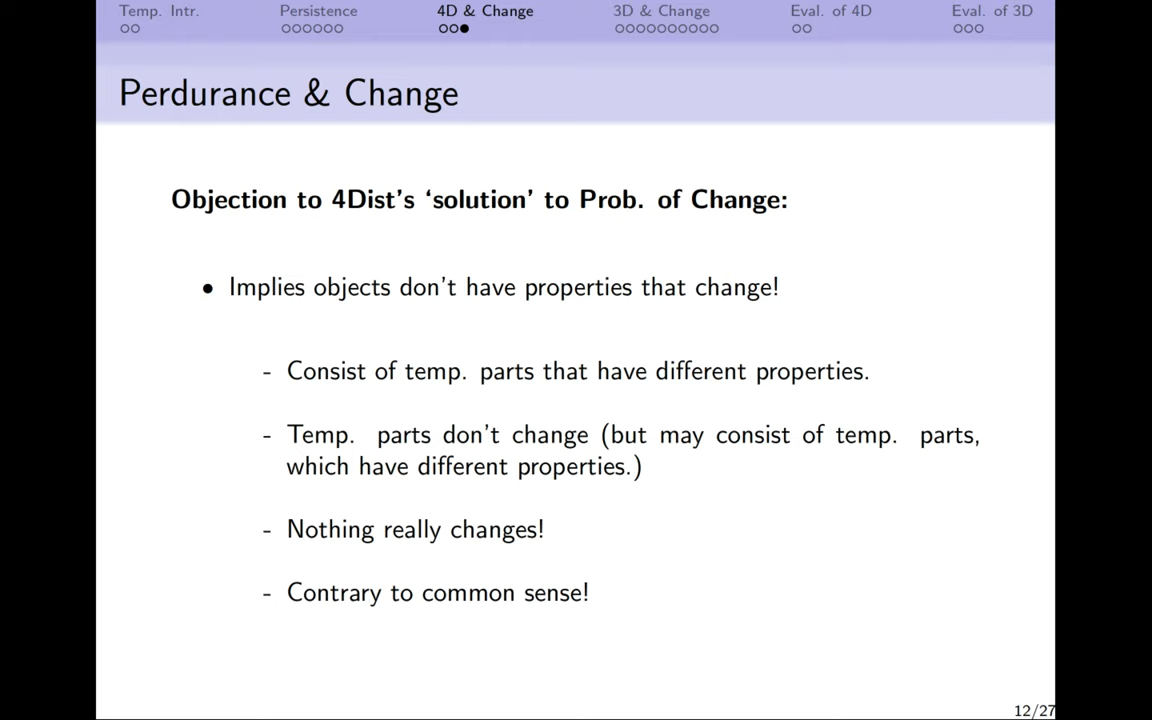 Temp. Intr. Persistence 4D & Change 3D & Change Eval. of 4D Eval. of 3D
Perdurance & Change
Objection to 4Dist's ‘solution’ to Prob. of Change:
• Implies objects don't have properties that change!
- Consist of temp. parts that have different properties.
- Temp. parts don't change (but may consist of temp. parts,
which have different properties.)
- Nothing really changes!
- Contrary to common sense!
12/27